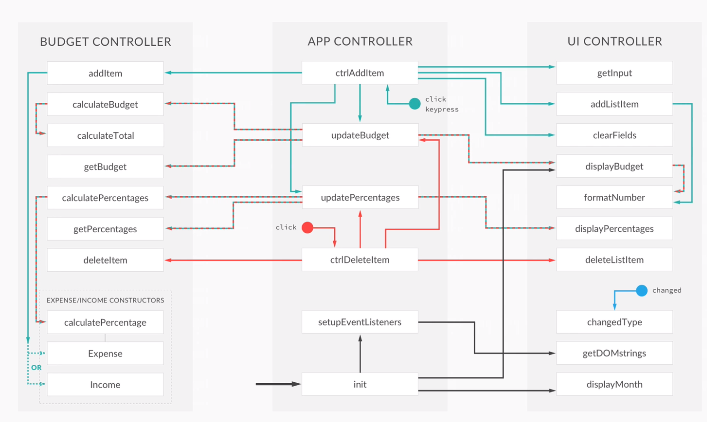 BUDGET CONTROLLER
addItem
calculateBudget
calculateTotal
getBudget
calculatePercentages
getPercentages
deleteItem
EXPENSE/INCOME CONSTRUCTORS
calculatePercentage
Expense
OR
Income
APP CONTROLLER
ctrlAddItem
click
keypress
updateBudget
updatePercentages
click
ctrlDeleteItem
setupEventListeners
init
UI CONTROLLER
getInput
addListItem
clearFields
displayBudget
formatNumber
displayPercentages
deleteListItem
changed
changedType
getDOMstrings
displayMonth